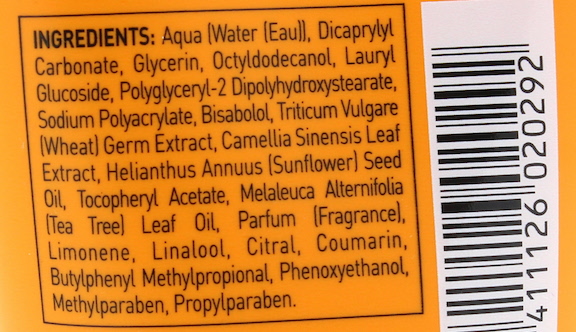 INGREDIENTS: Aqua (Water (Eau)), Dicaprylyl
Carbonate, Glycerin, Octyldodecanol, Lauryl
Glucoside, Polyglyceryl-2 Dipolyhydroxystearate,
Sodium Polyacrylate, Bisabolol, Triticum Vulgare
(Wheat) Germ Extract, Camellia Sinensis Leaf
Extract, Helianthus Annuus (Sunflower) Seed
Oil, Tocopheryl Acetate, Melaleuca Alternifolia
(Tea Tree) Leaf Oil, Parfum (Fragrance),
Limonene, Linalool, Citral, Coumarin,
Butylphenyl Methylpropional, Phenoxyethanol,
Methylparaben, Propylparaben.
411126 020292